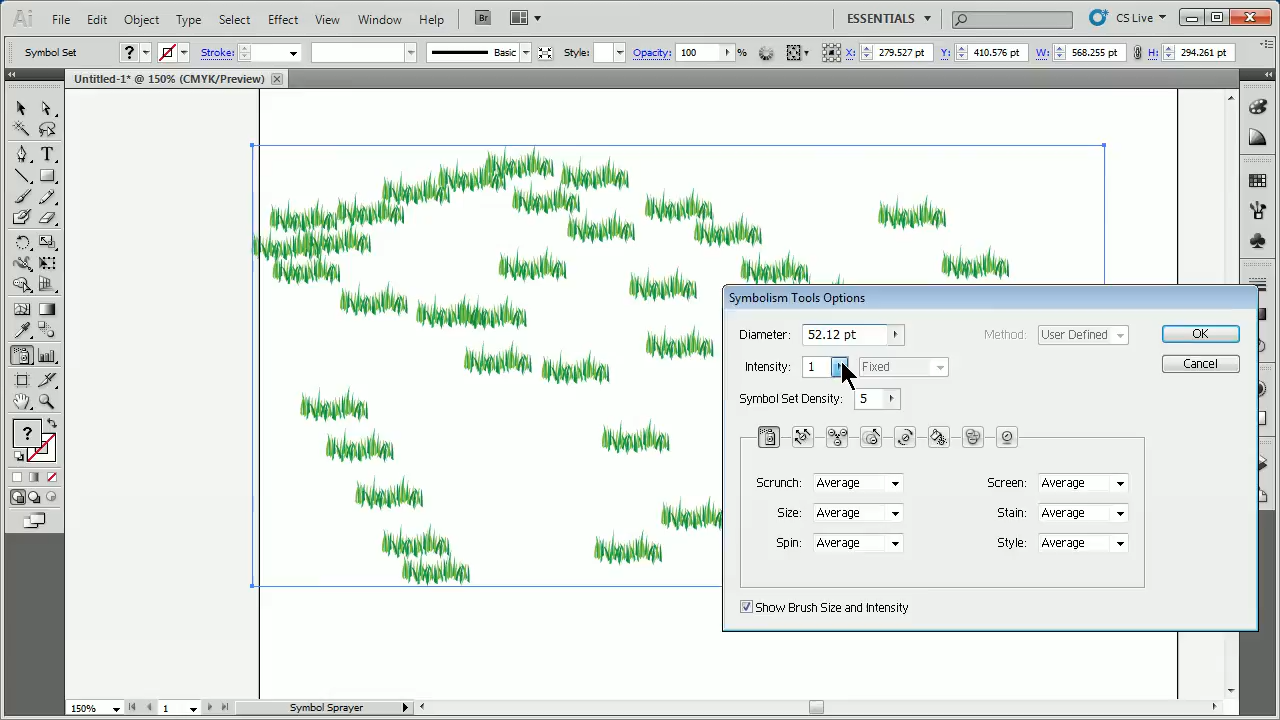 Ai File Edit Object Type Select Effect View Window Help Br ESSENTIALS CS Live
Symbol Set ? Stroke: Basic Style: Opacity: 100 % X: 279.527 pt Y: 410.576 pt W: 568.255 pt H: 294.261 pt
Untitled-1* @ 150% (CMYK/Preview)
T
?
Symbolism Tools Options
Diameter: 52.12 pt Method: User Defined OK
Intensity: 1 Fixed Cancel
Symbol Set Density: 5
Scrunch: Average Screen: Average
Size: Average Stain: Average
Spin: Average Style: Average
Show Brush Size and Intensity
150% 1 Symbol Sprayer